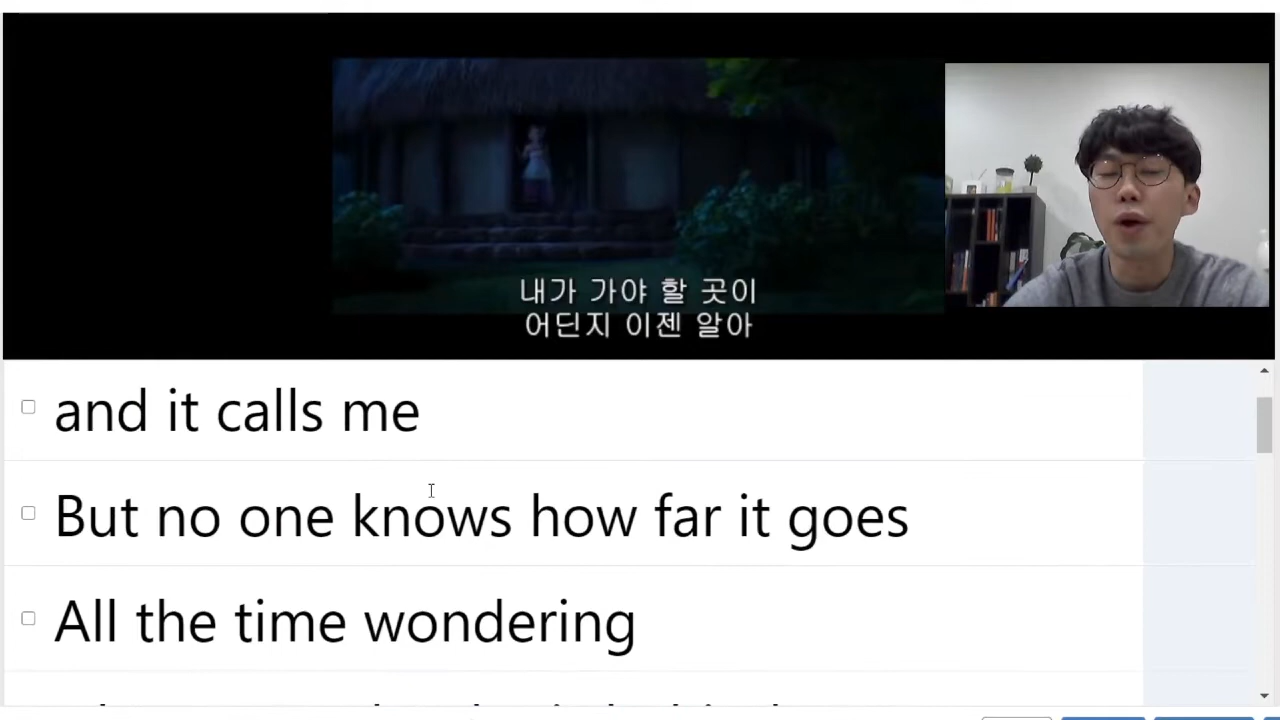 내가 가야 할 곳이
어딘지 이젠 알아
and it calls me
But no one knows how far it goes
All the time wondering